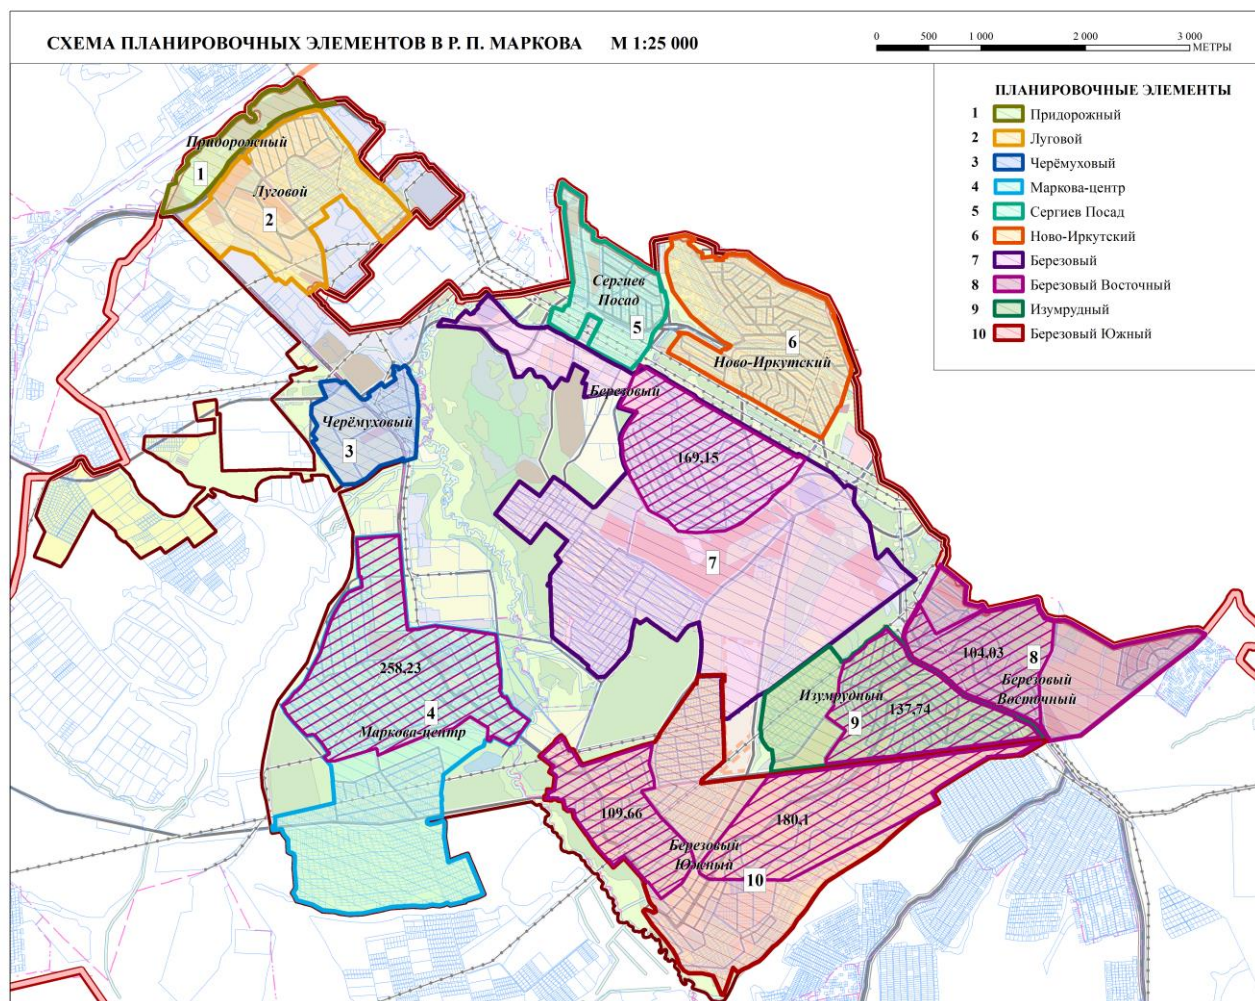 СХЕМА ПЛАНИРОВОЧНЫХ ЭЛЕМЕНТОВ В Р. П. МАРКОВА М 1:25 000
0 500 1 000 2 000 3 000
МЕТРЫ
ПЛАНИРОВОЧНЫЕ ЭЛЕМЕНТЫ
1 Придорожный
2 Луговой
3 Черёмуховый
4 Маркова-центр
5 Сергиев Посад
6 Ново-Иркутский
7 Березовый
8 Березовый Восточный
9 Изумрудный
10 Березовый Южный
Придорожный
1
Луговой
2
Сергиев
Посад
5
6
Ново-Иркутский
Березовый
Черёмуховый
3
169,15
7
258,23
4
Маркова-центр
104,03
8
Березовый
Восточный
Изумрудный
137,74
9
109,66
180,1
Березовый
Южный
10